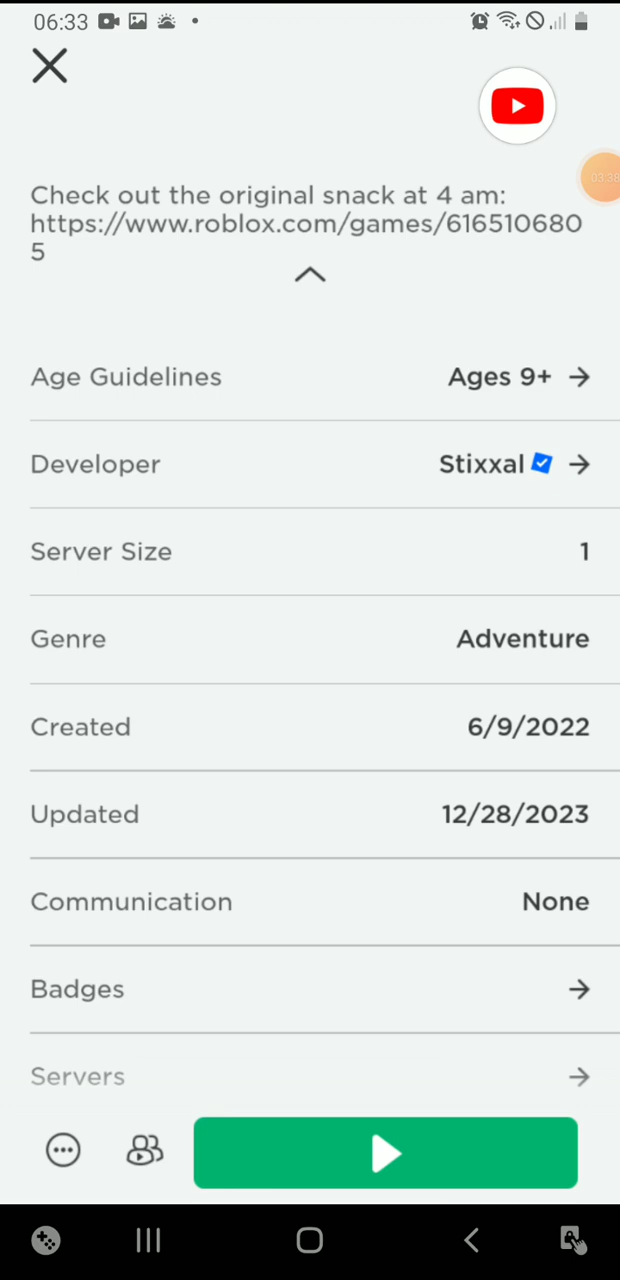 06:33
03:38
Check out the original snack at 4 am:
https://www.roblox.com/games/616510680
5
Age Guidelines Ages 9+
Developer Stixxal
Server Size 1
Genre Adventure
Created 6/9/2022
Updated 12/28/2023
Communication None
Badges
Servers